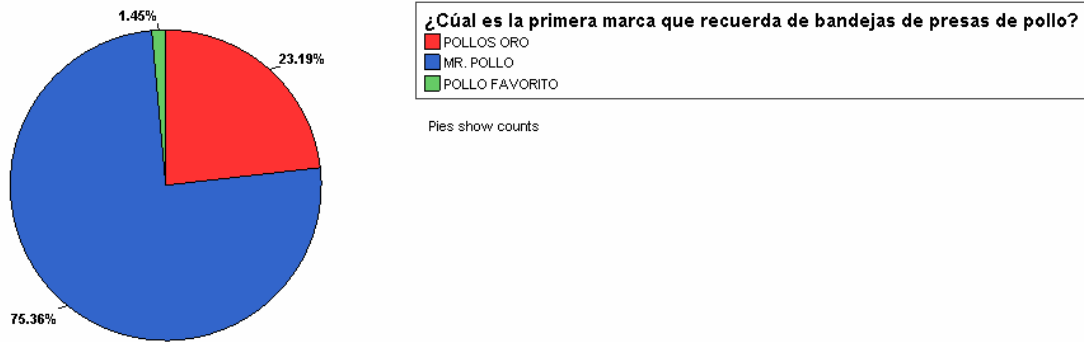 1.45%
23.19%
75.36%
¿Cúal es la primera marca que recuerda de bandejas de presas de pollo?
POLLOS ORO
MR. POLLO
POLLO FAVORITO
Pies show counts